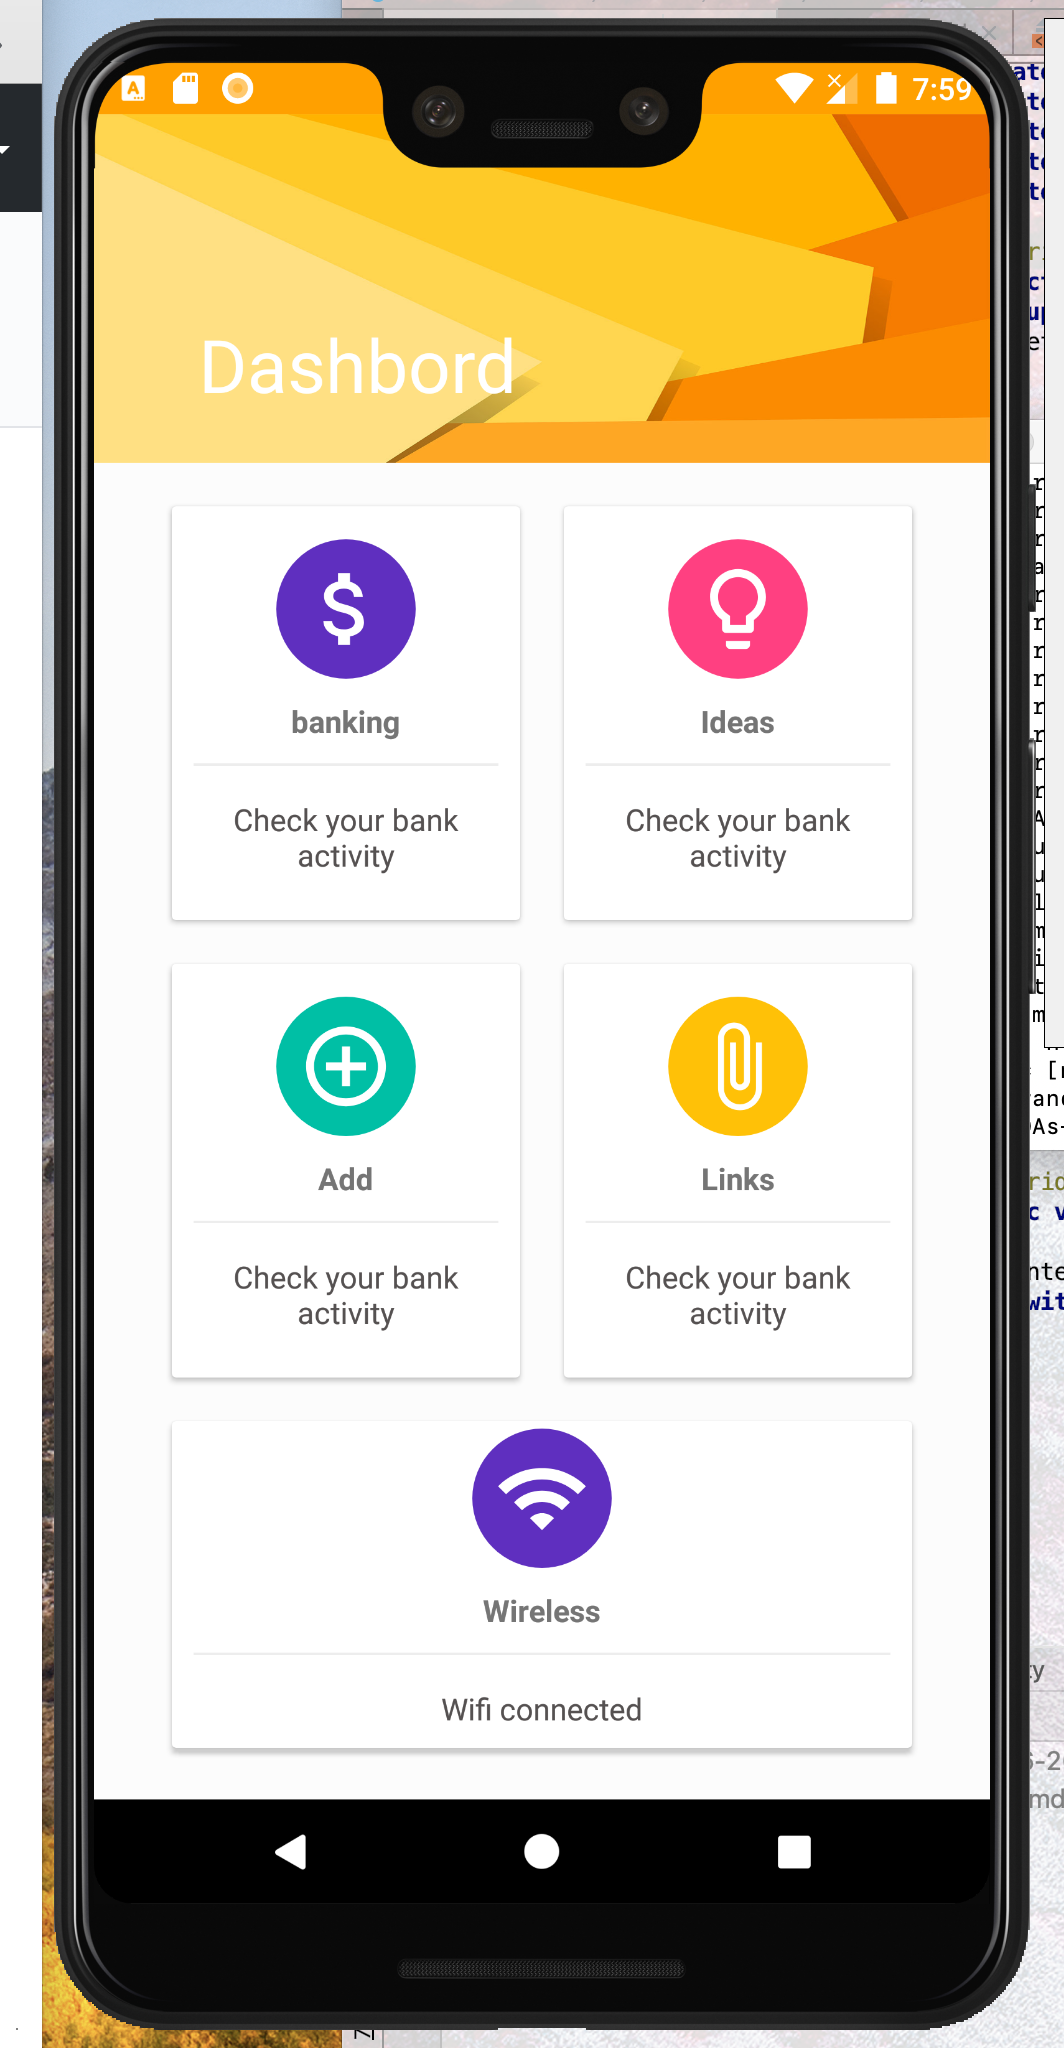 7:59
Dashbord
banking
Ideas
Check your bank
activity
Check your bank
activity
Add
Links
Check your bank
activity
Check your bank
activity
Wireless
Wifi connected